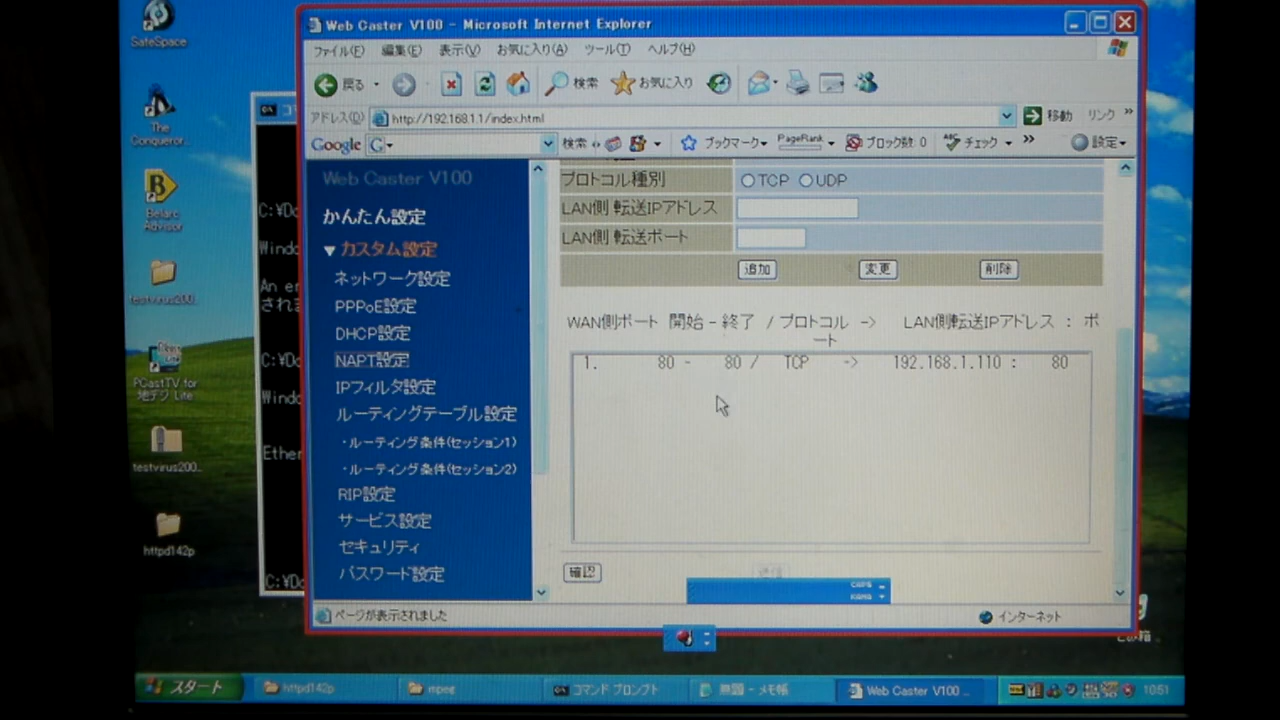 SafeSpace
The
Conqueror...
Belarc
Advisor
testvirus200...
PCastTV for
地デジ Lite
testvirus200...
httpd142p
C:¥Do
Windo
An er
されま
C:¥Do
Windo
Ether
C:¥Do
Web Caster V100 - Microsoft Internet Explorer
ファイル(F) 編集(E) 表示(V) お気に入り(A) ツール(T) ヘルプ(H)
戻る 検索 お気に入り
アドレス(D) http://192.168.1.1/index.html 移動 リンク »
Google G 検索 ブックマーク PageRank ブロック数: 0 チェック » 設定
Web Caster V100
かんたん設定
▼ カスタム設定
ネットワーク設定
PPPoE設定
DHCP設定
NAPT設定
IPフィルタ設定
ルーティングテーブル設定
・ルーティング条件(セッション1)
・ルーティング条件(セッション2)
RIP設定
サービス設定
セキュリティ
パスワード設定
プロトコル種別 TCP UDP
LAN側 転送IPアドレス
LAN側 転送ポート
追加 変更 削除
WAN側ポート 開始 - 終了 / プロトコル -> LAN側転送IPアドレス : ポ
ート
1. 80 - 80 / TCP -> 192.168.1.110 : 80
確認 送信
CAPS
KANA
ページが表示されました インターネット
スタート httpd142p mpeg コマンド プロンプト 無題 - メモ帳 Web Caster V100 ... 10:51